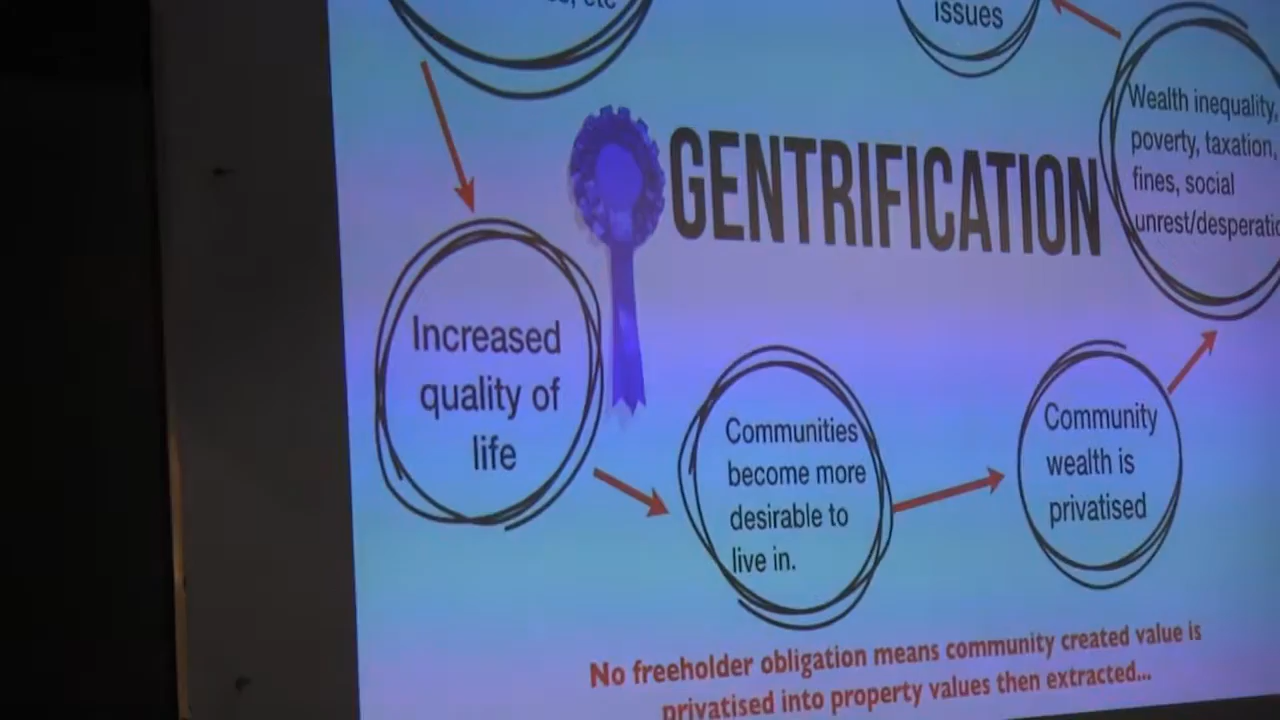 etc
issues
Wealth inequality,
poverty, taxation,
fines, social
GENTRIFICATION
Increased
quality of
life
Communities
become more
desirable to
live in.
Community
wealth is
privatised
No freeholder obligation means community created value is
privatised into property values then extracted...